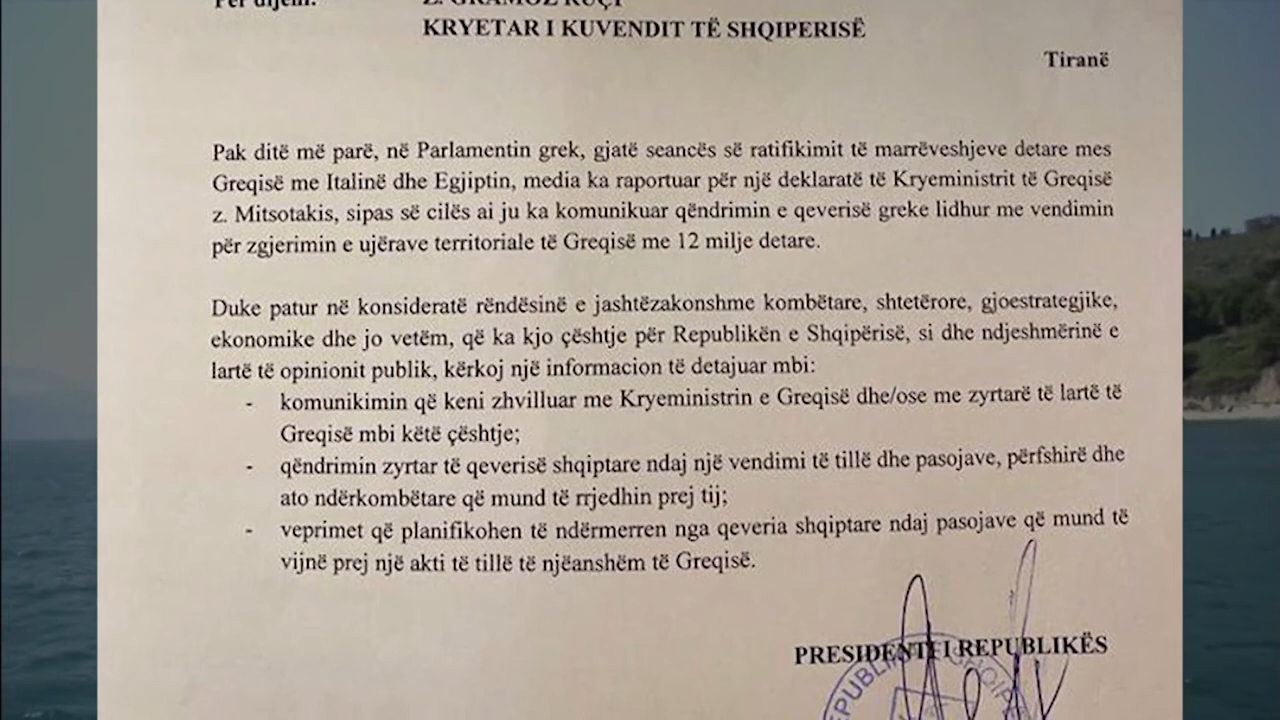 Për dijeni: Z. GRAMOZ RUÇI
KRYETAR I KUVENDIT TË SHQIPERISË
Tiranë
Pak ditë më parë, në Parlamentin grek, gjatë seancës së ratifikimit të marrëveshjeve detare mes
Greqisë me Italinë dhe Egjiptin, media ka raportuar për një deklaratë të Kryeministrit të Greqisë
z. Mitsotakis, sipas së cilës ai ju ka komunikuar qëndrimin e qeverisë greke lidhur me vendimin
për zgjerimin e ujërave territoriale të Greqisë me 12 milje detare.
Duke patur në konsideratë rëndësinë e jashtëzakonshme kombëtare, shtetërore, gjoestrategjike,
ekonomike dhe jo vetëm, që ka kjo çështje për Republikën e Shqipërisë, si dhe ndjeshmërinë e
lartë të opinionit publik, kërkoj një informacion të detajuar mbi:
- komunikimin që keni zhvilluar me Kryeministrin e Greqisë dhe/ose me zyrtarë të lartë të
Greqisë mbi këtë çështje;
- qëndrimin zyrtar të qeverisë shqiptare ndaj një vendimi të tillë dhe pasojave, përfshirë dhe
ato ndërkombëtare që mund të rrjedhin prej tij;
- veprimet që planifikohen të ndërmerren nga qeveria shqiptare ndaj pasojave që mund të
vijnë prej një akti të tillë të njëanshëm të Greqisë.
PRESIDENTI I REPUBLIKËS